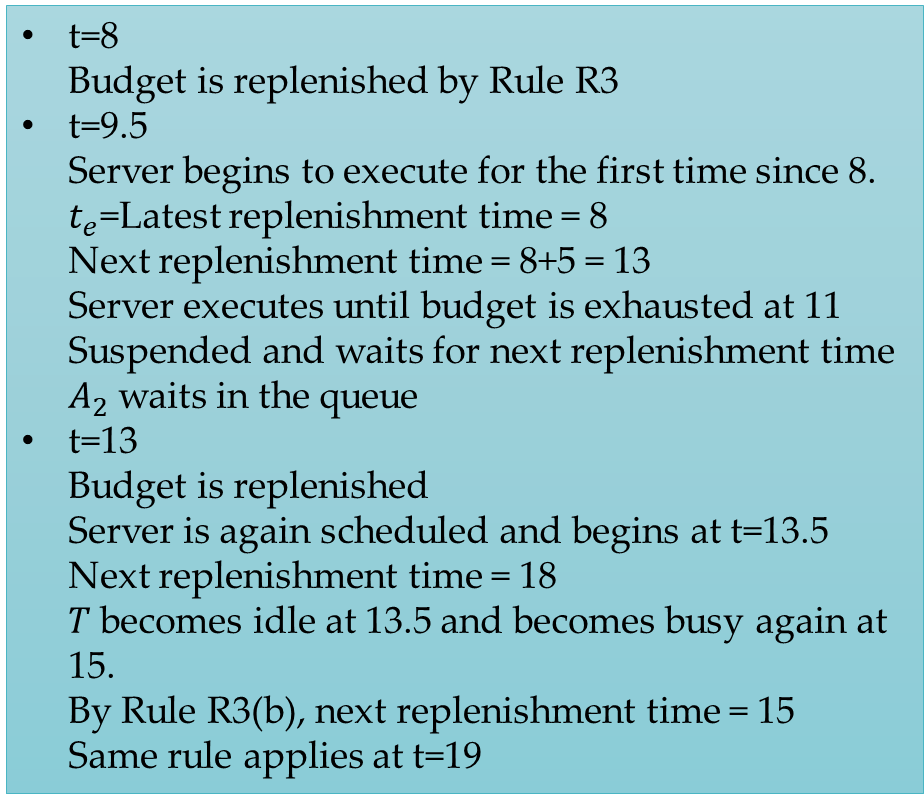 • t=8
Budget is replenished by Rule R3
• t=9.5
Server begins to execute for the first time since 8.
tₑ=Latest replenishment time = 8
Next replenishment time = 8+5 = 13
Server executes until budget is exhausted at 11
Suspended and waits for next replenishment time
A₂ waits in the queue
• t=13
Budget is replenished
Server is again scheduled and begins at t=13.5
Next replenishment time = 18
T becomes idle at 13.5 and becomes busy again at
15.
By Rule R3(b), next replenishment time = 15
Same rule applies at t=19